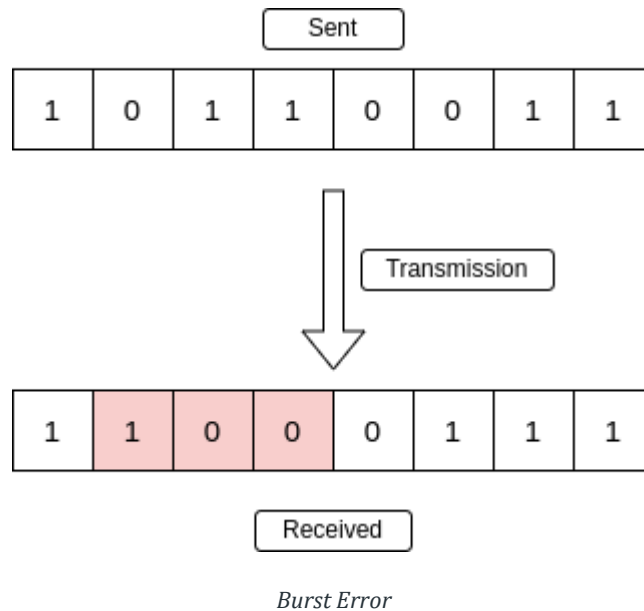 Sent
1 0 1 1 0 0 1 1
Transmission
1 1 0 0 0 1 1 1
Received
Burst Error